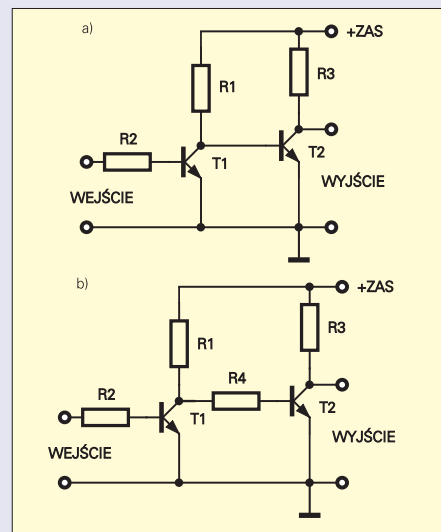 a)
+ZAS
R1
R3
R2
T1
T2
WEJŚCIE
WYJŚCIE
b)
+ZAS
R1
R3
R4
R2
T1
T2
WEJŚCIE
WYJŚCIE